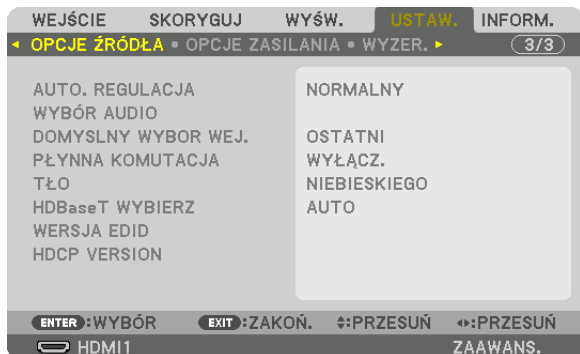 WEJŚCIE SKORYGUJ WYŚW. USTAW. INFORM.
OPCJE ŹRÓDŁA • OPCJE ZASILANIA • WYZER. 3/3
AUTO. REGULACJA NORMALNY
WYBÓR AUDIO
DOMYSLNY WYBOR WEJ. OSTATNI
PŁYNNA KOMUTACJA WYŁĄCZ.
TŁO NIEBIESKIEGO
HDBaseT WYBIERZ AUTO
WERSJA EDID
HDCP VERSION
ENTER :WYBÓR EXIT :ZAKOŃ. :PRZESUŃ :PRZESUŃ
HDMI1 ZAAWANS.